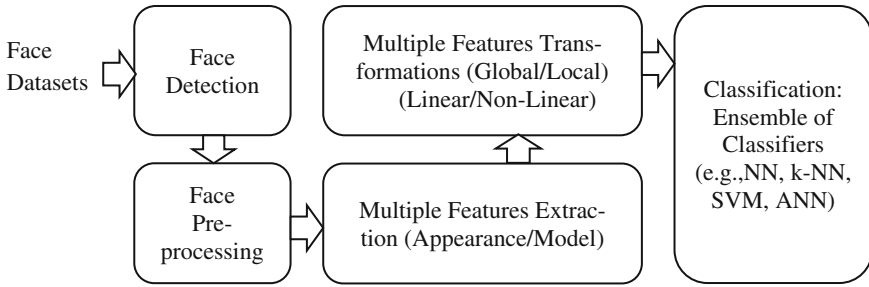 Face
Datasets
Face
Detection
Face
Pre-
processing
Multiple Features Extrac-
tion (Appearance/Model)
Multiple Features Trans-
formations (Global/Local)
(Linear/Non-Linear)
Classification:
Ensemble of
Classifiers
(e.g.,NN, k-NN,
SVM, ANN)